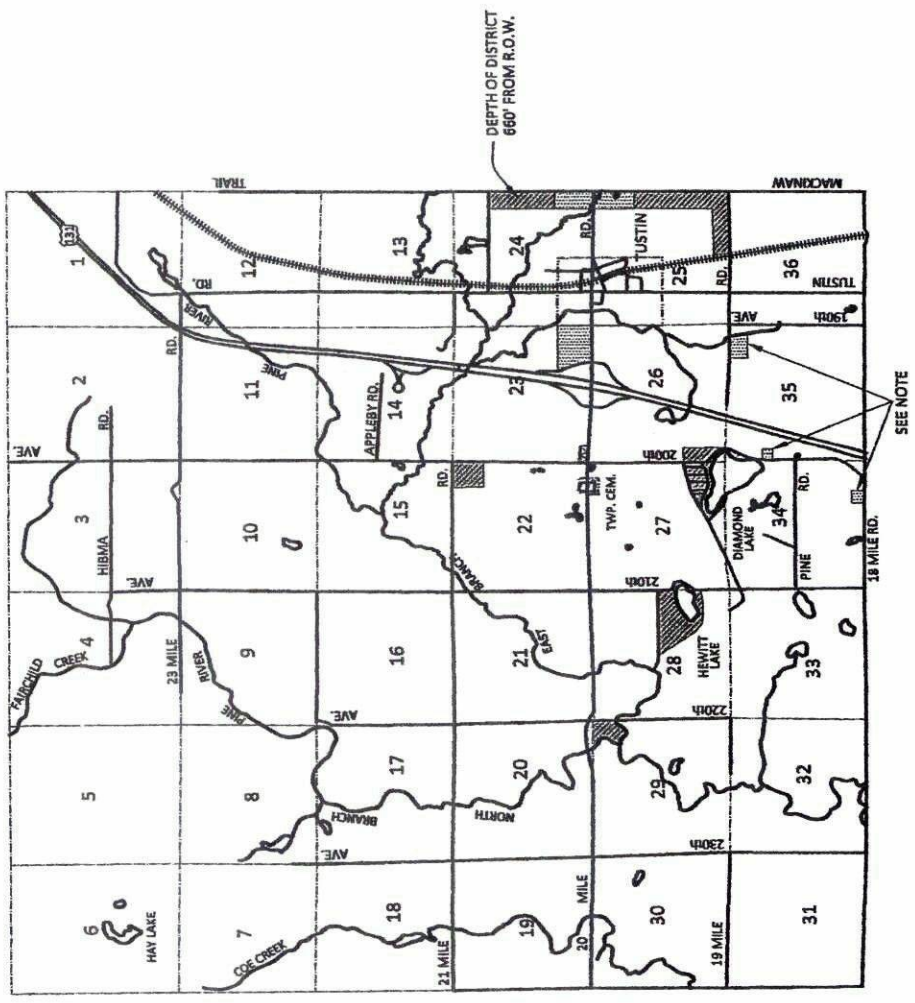 FAIRCHILD
CREEK
HAY LAKE
6
5
4
3
2
1
131
HIBMA
RD.
AVE.
AVE.
23 MILE
RD.
RD.
RIVER
PINE
RIVER
PINE
7
8
9
10
11
12
TRAIL
COE CREEK
AVE.
AVE.
APPLEBY RD.
18
17
16
15
14
13
BRANCH
21 MILE
RD.
BRANCH
NORTH
EAST
19
20
21
22
23
24
DEPTH OF DISTRICT
660' FROM R.O.W.
20
MILE
RD.
TWP. CEM.
TUSTIN
30
29
28
27
26
25
HEWITT
LAKE
19 MILE
RD.
230th
220th
210th
200th
190th
AVE.
DIAMOND
LAKE
31
32
33
34
35
36
PINE
RD.
TUSTIN
MACKINAW
18 MILE RD.
SEE NOTE